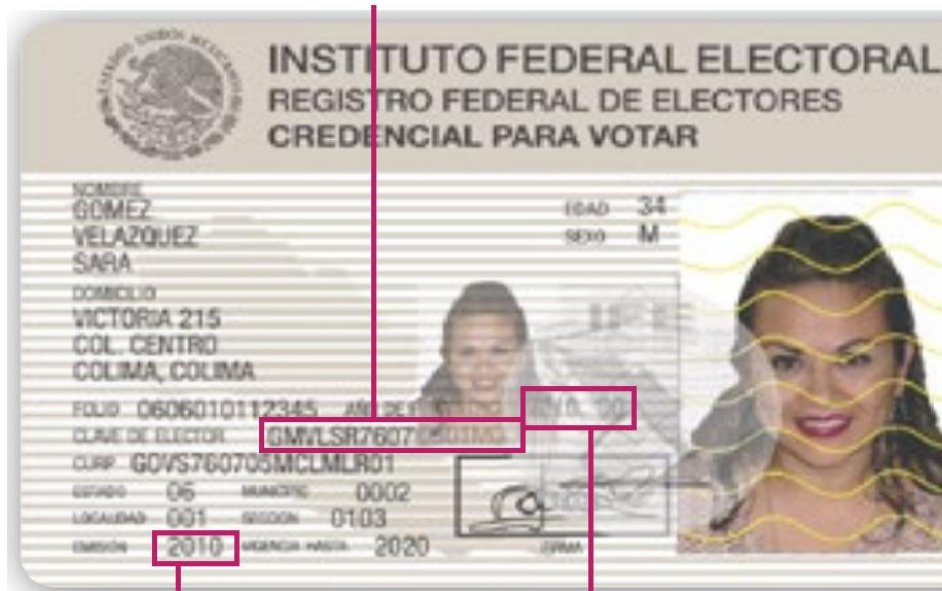 INSTITUTO FEDERAL ELECTORAL
REGISTRO FEDERAL DE ELECTORES
CREDENCIAL PARA VOTAR
NOMBRE
GOMEZ
VELAZQUEZ
SARA
EDAD 34
SEXO M
DOMICILIO
VICTORIA 215
COL. CENTRO
COLIMA, COLIMA
FOLIO 0606010112345 AÑO DE
CLAVE DE ELECTOR GMVLSR7607
CURP GOVS760705MCLMLR01
ESTADO 06 MUNICIPIO 0002
LOCALIDAD 001 SECCION 0103
EMISIÓN 2010 VIGENCIA HASTA 2020
FIRMA